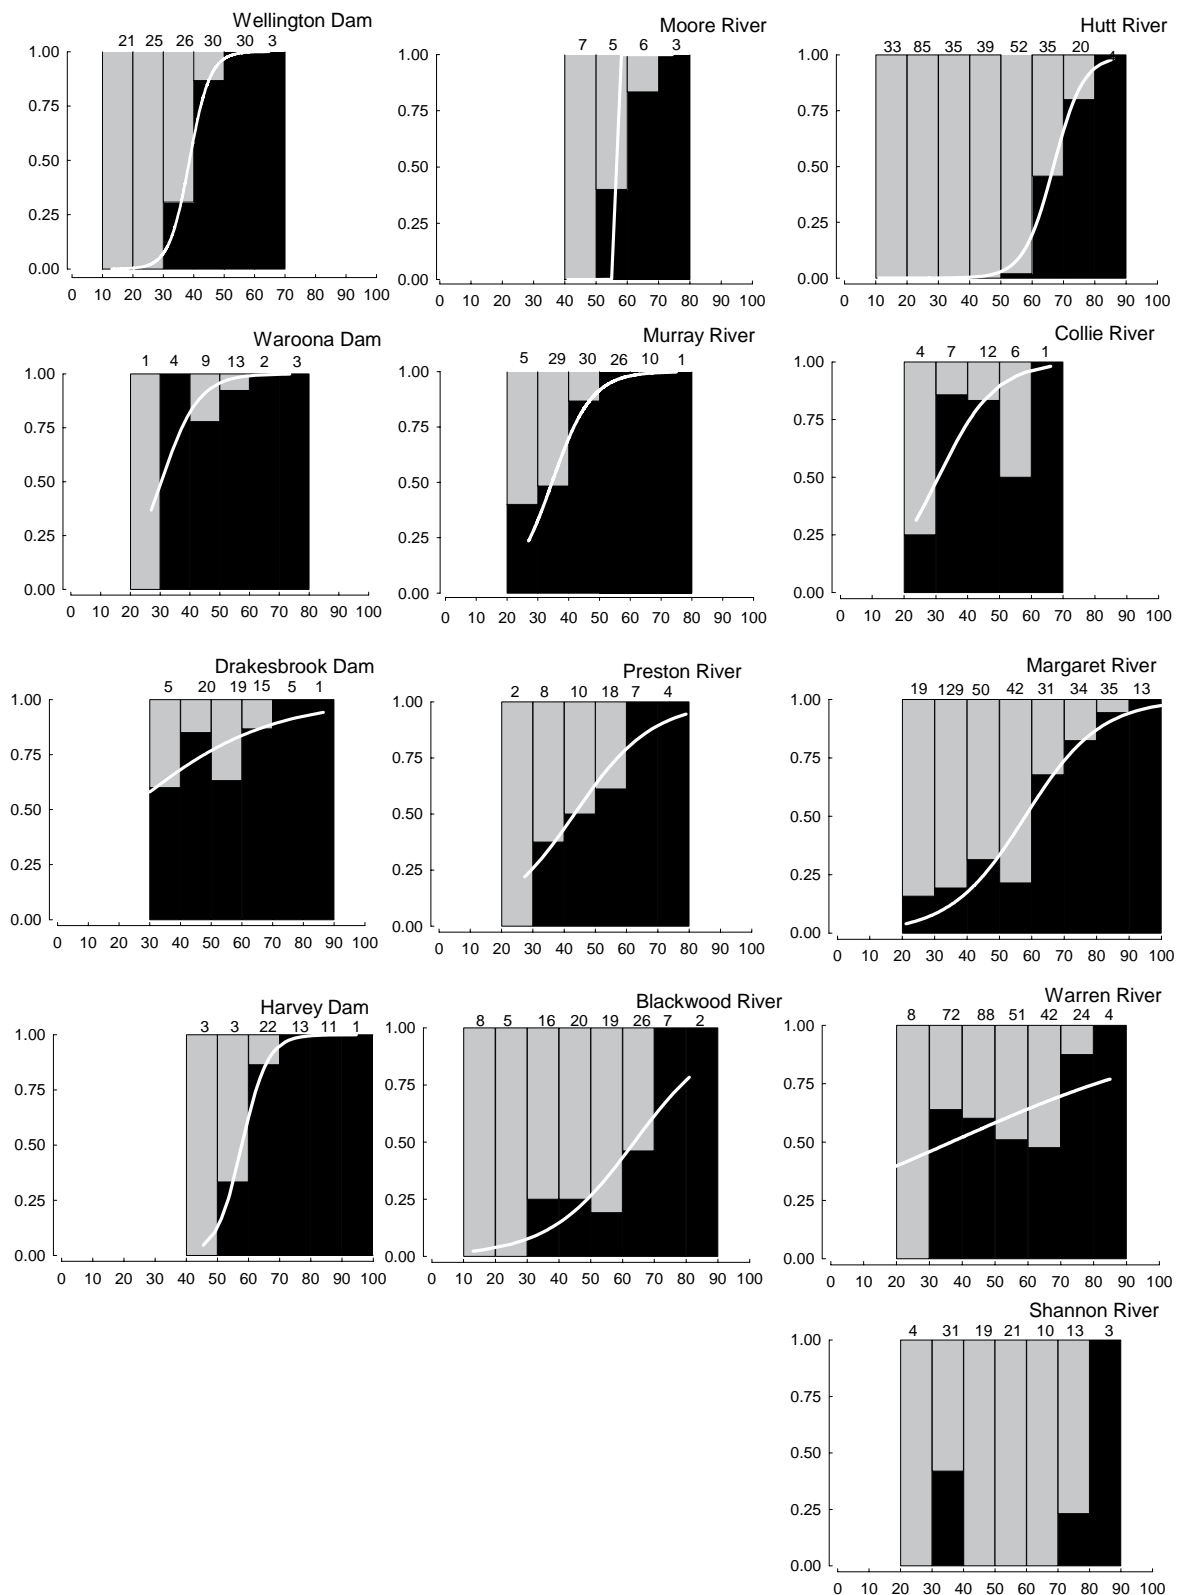 Wellington Dam
21 25 26 30 30 3
1.00
0.75
0.50
0.25
0.00
0 10 20 30 40 50 60 70 80 90 100
Moore River
7 5 6 3
1.00
0.75
0.50
0.25
0.00
0 10 20 30 40 50 60 70 80 90 100
Hutt River
33 85 35 39 52 35 20 4
1.00
0.75
0.50
0.25
0.00
0 10 20 30 40 50 60 70 80 90 100
Waroona Dam
1 4 9 13 2 3
1.00
0.75
0.50
0.25
0.00
0 10 20 30 40 50 60 70 80 90 100
Murray River
5 29 30 26 10 1
1.00
0.75
0.50
0.25
0.00
0 10 20 30 40 50 60 70 80 90 100
Collie River
4 7 12 6 1
1.00
0.75
0.50
0.25
0.00
0 10 20 30 40 50 60 70 80 90 100
Drakesbrook Dam
5 20 19 15 5 1
1.00
0.75
0.50
0.25
0.00
0 10 20 30 40 50 60 70 80 90 100
Preston River
2 8 10 18 7 4
1.00
0.75
0.50
0.25
0.00
0 10 20 30 40 50 60 70 80 90 100
Margaret River
19 129 50 42 31 34 35 13
1.00
0.75
0.50
0.25
0.00
0 10 20 30 40 50 60 70 80 90 100
Harvey Dam
3 3 22 13 11 1
1.00
0.75
0.50
0.25
0.00
0 10 20 30 40 50 60 70 80 90 100
Blackwood River
8 5 16 20 19 26 7 2
1.00
0.75
0.50
0.25
0.00
0 10 20 30 40 50 60 70 80 90 100
Warren River
8 72 88 51 42 24 4
1.00
0.75
0.50
0.25
0.00
0 10 20 30 40 50 60 70 80 90 100
Shannon River
4 31 19 21 10 13 3
1.00
0.75
0.50
0.25
0.00
0 10 20 30 40 50 60 70 80 90 100